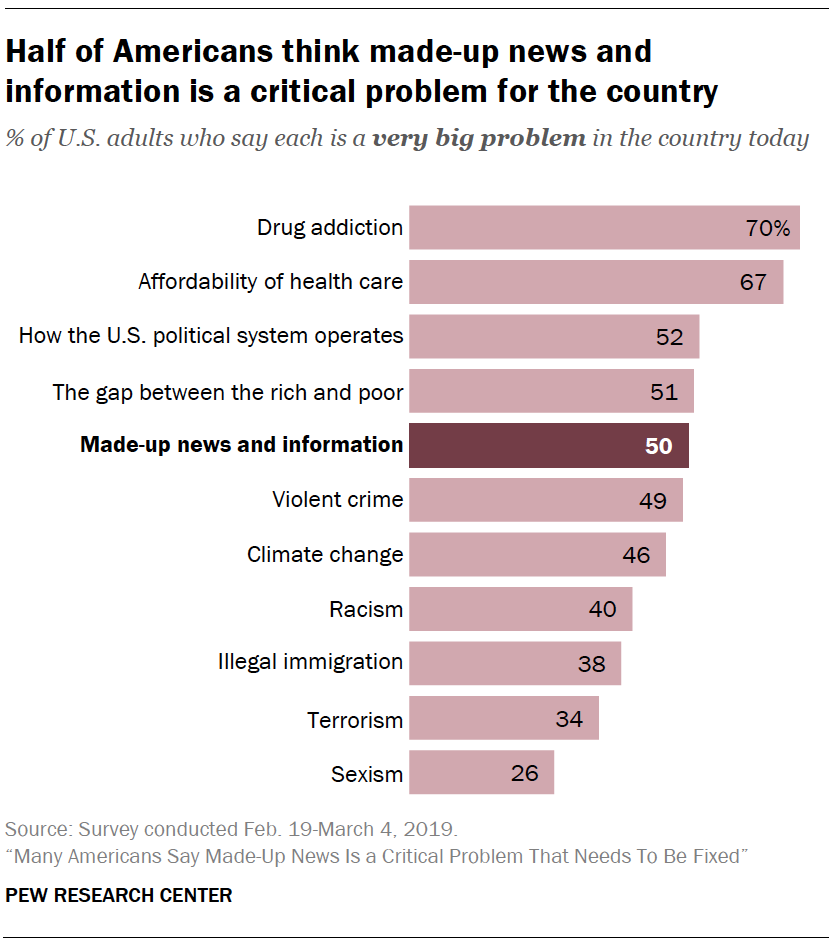 Half of Americans think made-up news and
information is a critical problem for the country
% of U.S. adults who say each is a very big problem in the country today
Drug addiction 70%
Affordability of health care 67
How the U.S. political system operates 52
The gap between the rich and poor 51
Made-up news and information 50
Violent crime 49
Climate change 46
Racism 40
Illegal immigration 38
Terrorism 34
Sexism 26
Source: Survey conducted Feb. 19-March 4, 2019.
“Many Americans Say Made-Up News Is a Critical Problem That Needs To Be Fixed”
PEW RESEARCH CENTER